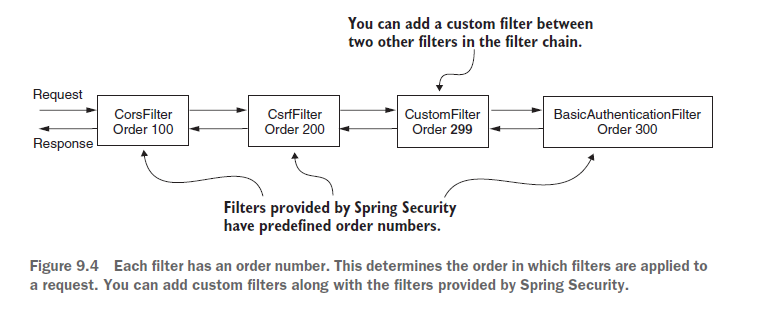 You can add a custom filter between
two other filters in the filter chain.
Request
CorsFilter
Order 100
CsrfFilter
Order 200
CustomFilter
Order 299
BasicAuthenticationFilter
Order 300
Response
Filters provided by Spring Security
have predefined order numbers.
Figure 9.4 Each filter has an order number. This determines the order in which filters are applied to
a request. You can add custom filters along with the filters provided by Spring Security.